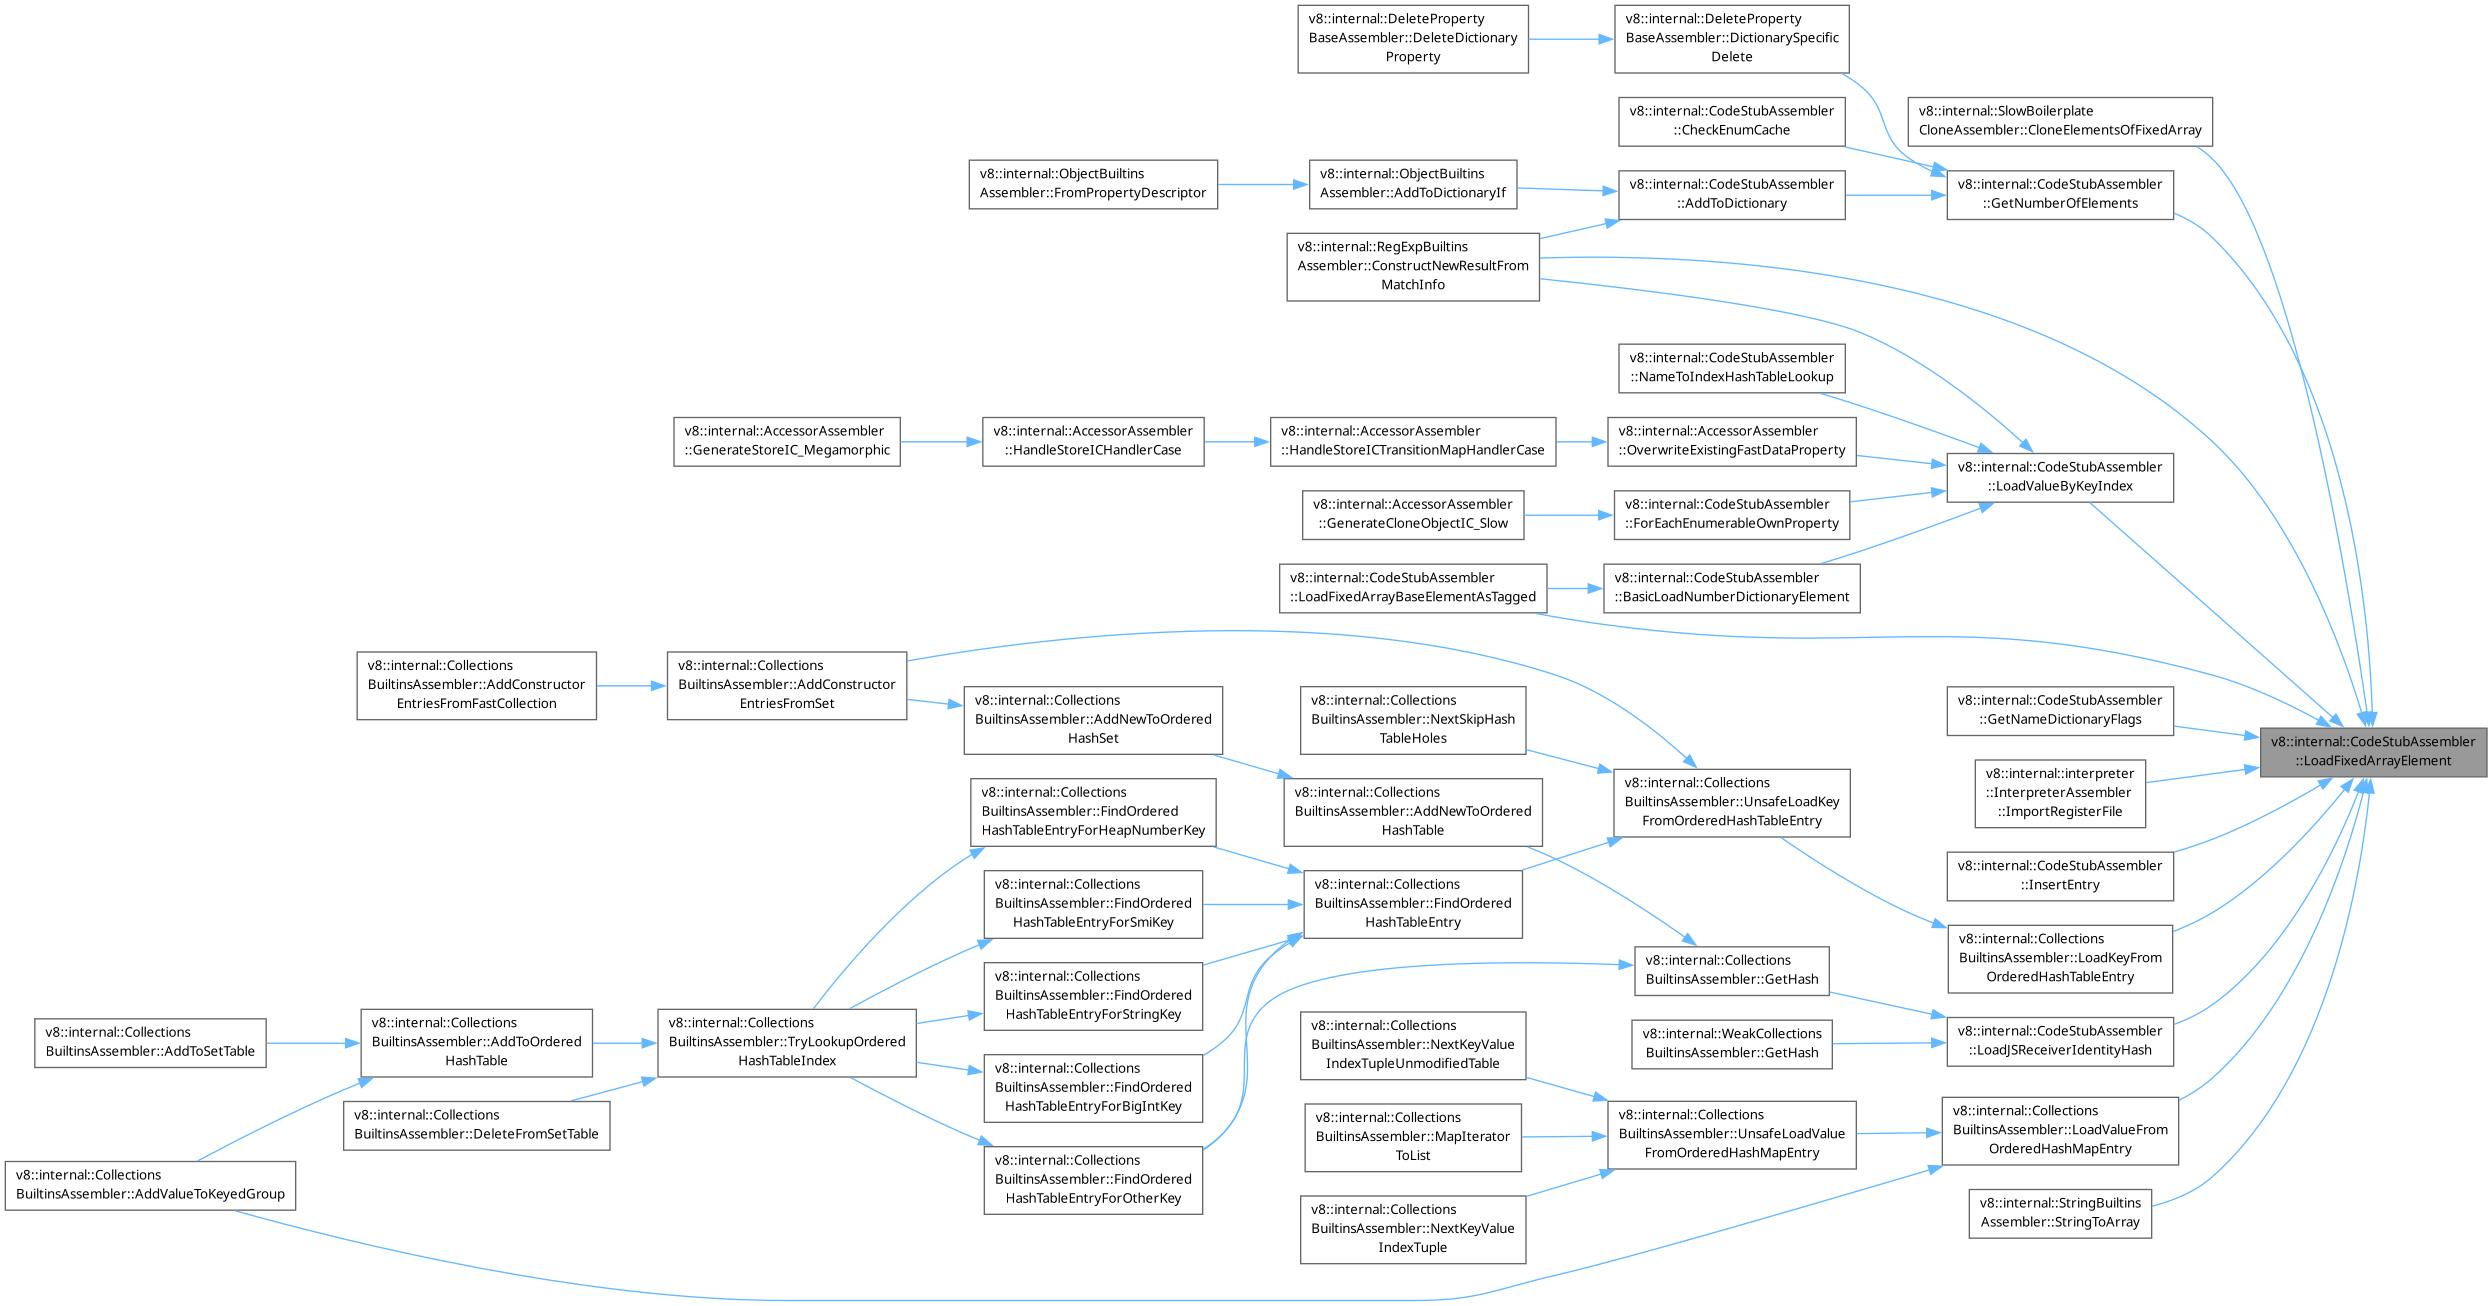 v8::internal::DeleteProperty
BaseAssembler::DeleteDictionary
Property
v8::internal::DeleteProperty
BaseAssembler::DictionarySpecific
Delete
v8::internal::CodeStubAssembler
::CheckEnumCache
v8::internal::SlowBoilerplate
CloneAssembler::CloneElementsOfFixedArray
v8::internal::ObjectBuiltins
Assembler::FromPropertyDescriptor
v8::internal::ObjectBuiltins
Assembler::AddToDictionaryIf
v8::internal::CodeStubAssembler
::AddToDictionary
v8::internal::CodeStubAssembler
::GetNumberOfElements
v8::internal::RegExpBuiltins
Assembler::ConstructNewResultFrom
MatchInfo
v8::internal::CodeStubAssembler
::NameToIndexHashTableLookup
v8::internal::AccessorAssembler
::GenerateStoreIC_Megamorphic
v8::internal::AccessorAssembler
::HandleStoreICHandlerCase
v8::internal::AccessorAssembler
::HandleStoreICTransitionMapHandlerCase
v8::internal::AccessorAssembler
::OverwriteExistingFastDataProperty
v8::internal::CodeStubAssembler
::LoadValueByKeyIndex
v8::internal::AccessorAssembler
::GenerateCloneObjectIC_Slow
v8::internal::CodeStubAssembler
::ForEachEnumerableOwnProperty
v8::internal::CodeStubAssembler
::LoadFixedArrayBaseElementAsTagged
v8::internal::CodeStubAssembler
::BasicLoadNumberDictionaryElement
v8::internal::Collections
BuiltinsAssembler::AddConstructor
EntriesFromFastCollection
v8::internal::Collections
BuiltinsAssembler::AddConstructor
EntriesFromSet
v8::internal::Collections
BuiltinsAssembler::AddNewToOrdered
HashSet
v8::internal::Collections
BuiltinsAssembler::NextSkipHash
TableHoles
v8::internal::CodeStubAssembler
::GetNameDictionaryFlags
v8::internal::CodeStubAssembler
::LoadFixedArrayElement
v8::internal::interpreter
::InterpreterAssembler
::ImportRegisterFile
v8::internal::Collections
BuiltinsAssembler::FindOrdered
HashTableEntryForHeapNumberKey
v8::internal::Collections
BuiltinsAssembler::AddNewToOrdered
HashTable
v8::internal::Collections
BuiltinsAssembler::UnsafeLoadKey
FromOrderedHashTableEntry
v8::internal::CodeStubAssembler
::InsertEntry
v8::internal::Collections
BuiltinsAssembler::FindOrdered
HashTableEntryForSmiKey
v8::internal::Collections
BuiltinsAssembler::FindOrdered
HashTableEntry
v8::internal::Collections
BuiltinsAssembler::LoadKeyFrom
OrderedHashTableEntry
v8::internal::Collections
BuiltinsAssembler::FindOrdered
HashTableEntryForStringKey
v8::internal::Collections
BuiltinsAssembler::GetHash
v8::internal::Collections
BuiltinsAssembler::AddToSetTable
v8::internal::Collections
BuiltinsAssembler::AddToOrdered
HashTable
v8::internal::Collections
BuiltinsAssembler::TryLookupOrdered
HashTableIndex
v8::internal::Collections
BuiltinsAssembler::NextKeyValue
IndexTupleUnmodifiedTable
v8::internal::WeakCollections
BuiltinsAssembler::GetHash
v8::internal::CodeStubAssembler
::LoadJSReceiverIdentityHash
v8::internal::Collections
BuiltinsAssembler::FindOrdered
HashTableEntryForBigIntKey
v8::internal::Collections
BuiltinsAssembler::DeleteFromSetTable
v8::internal::Collections
BuiltinsAssembler::MapIterator
ToList
v8::internal::Collections
BuiltinsAssembler::UnsafeLoadValue
FromOrderedHashMapEntry
v8::internal::Collections
BuiltinsAssembler::LoadValueFrom
OrderedHashMapEntry
v8::internal::Collections
BuiltinsAssembler::AddValueToKeyedGroup
v8::internal::Collections
BuiltinsAssembler::FindOrdered
HashTableEntryForOtherKey
v8::internal::Collections
BuiltinsAssembler::NextKeyValue
IndexTuple
v8::internal::StringBuiltins
Assembler::StringToArray